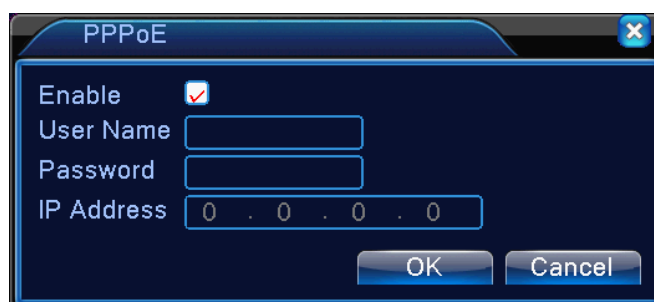 PPPoE
Enable
User Name
Password
IP Address 0 . 0 . 0 . 0
OK Cancel